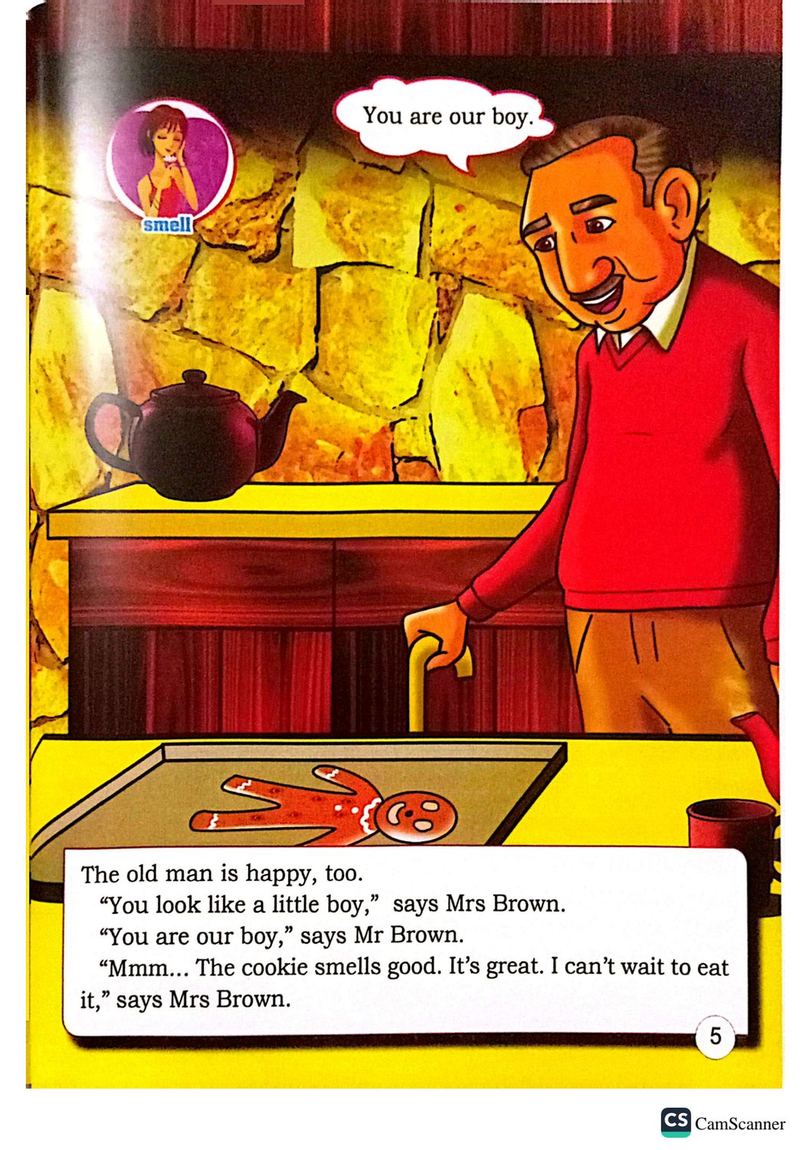 You are our boy.
smell
The old man is happy, too.
“You look like a little boy,” says Mrs Brown.
“You are our boy,” says Mr Brown.
“Mmm... The cookie smells good. It’s great. I can’t wait to eat
it,” says Mrs Brown.
5
CS CamScanner